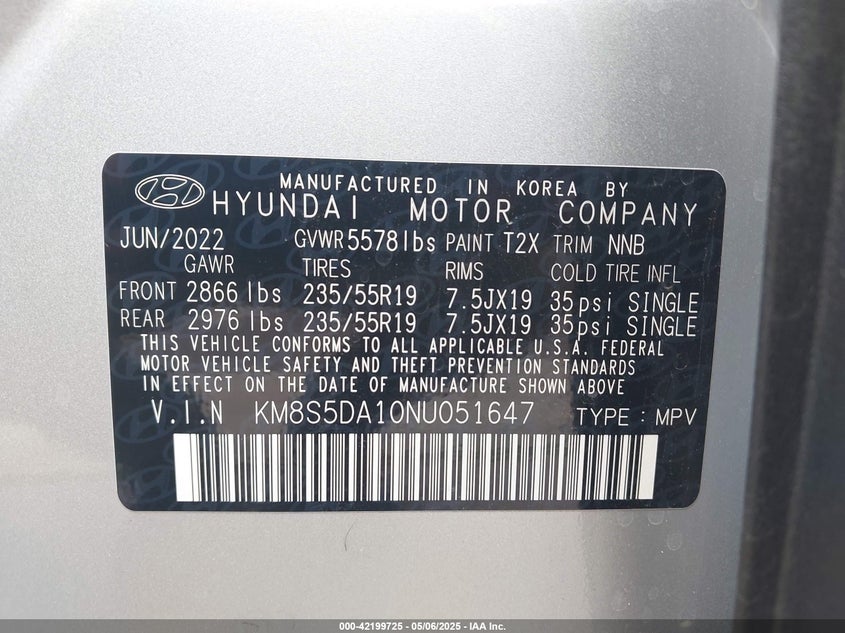 MANUFACTURED IN KOREA BY
HYUNDAI MOTOR COMPANY
JUN/2022 GVWR 5578lbs PAINT T2X TRIM NNB
GAWR TIRES RIMS COLD TIRE INFL
FRONT 2866lbs 235/55R19 7.5JX19 35psi SINGLE
REAR 2976lbs 235/55R19 7.5JX19 35psi SINGLE
THIS VEHICLE CONFORMS TO ALL APPLICABLE U.S.A. FEDERAL
MOTOR VEHICLE SAFETY AND THEFT PREVENTION STANDARDS
IN EFFECT ON THE DATE OF MANUFACTURE SHOWN ABOVE
V.I.N KM8S5DA10NU051647 TYPE : MPV
000-42199725 - 05/06/2025 - IAA Inc.